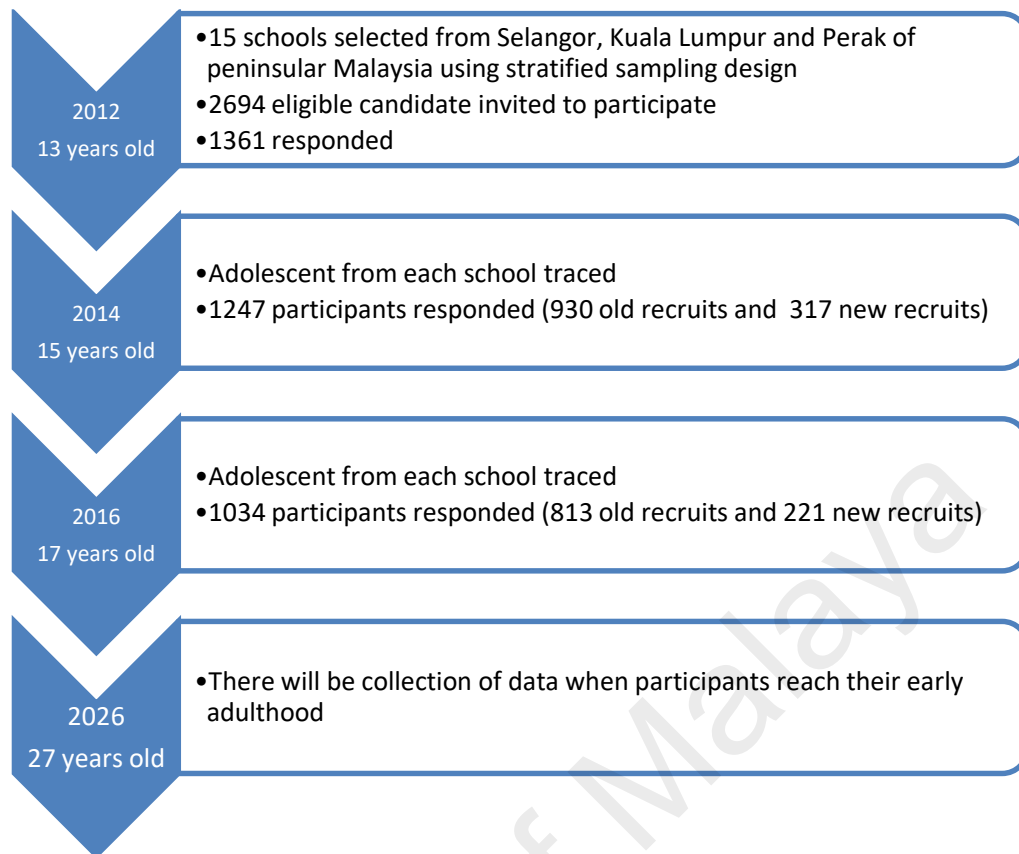 2012
13 years old
•15 schools selected from Selangor, Kuala Lumpur and Perak of
peninsular Malaysia using stratified sampling design
•2694 eligible candidate invited to participate
•1361 responded
2014
15 years old
•Adolescent from each school traced
•1247 participants responded (930 old recruits and  317 new recruits)
2016
17 years old
•Adolescent from each school traced
•1034 participants responded (813 old recruits and 221 new recruits)
2026
27 years old
•There will be collection of data when participants reach their early
adulthood
f Malaya